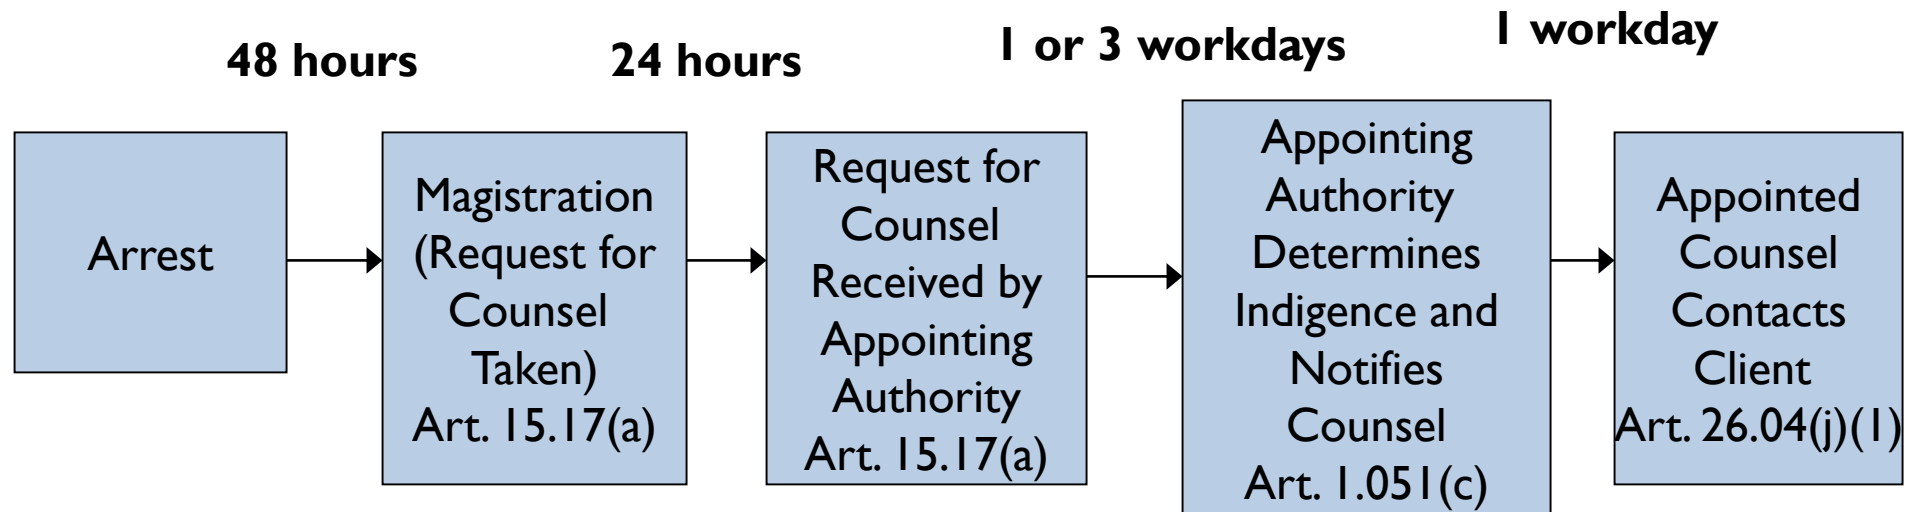 48 hours
24 hours
1 or 3 workdays
1 workday
Arrest
Magistration
(Request for
Counsel
Taken)
Art. 15.17(a)
Request for
Counsel
Received by
Appointing
Authority
Art. 15.17(a)
Appointing
Authority
Determines
Indigence and
Notifies
Counsel
Art. 1.051(c)
Appointed
Counsel
Contacts
Client
Art. 26.04(j)(1)